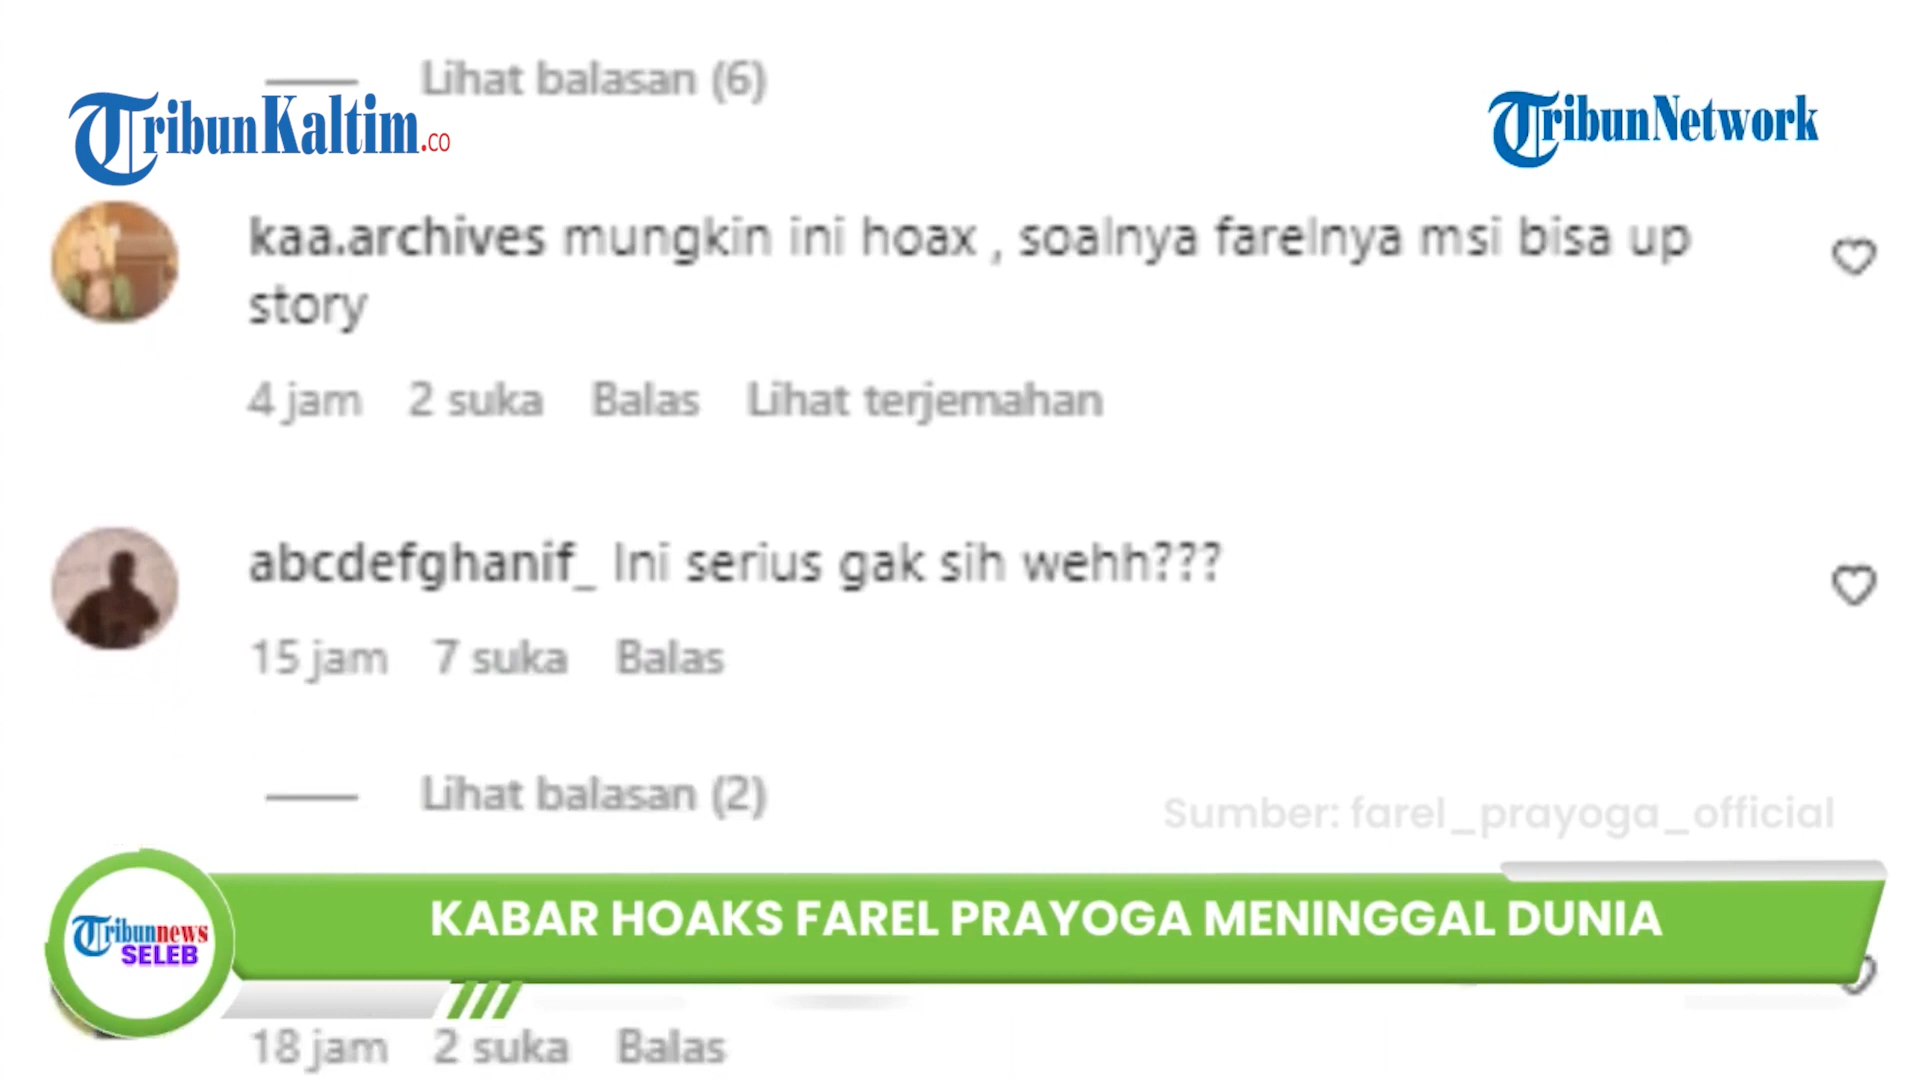 Lihat balasan (6)
TribunKaltim.co
TribunNetwork
kaa.archives mungkin ini hoax , soalnya farelnya msi bisa up
story
4 jam 2 suka Balas Lihat terjemahan
abcdefghanif_ Ini serius gak sih wehh???
15 jam 7 suka Balas
Lihat balasan (2)
Sumber: farel_prayoga_official
KABAR HOAKS FAREL PRAYOGA MENINGGAL DUNIA
Tribunnews
SELEB
18 jam 2 suka Balas